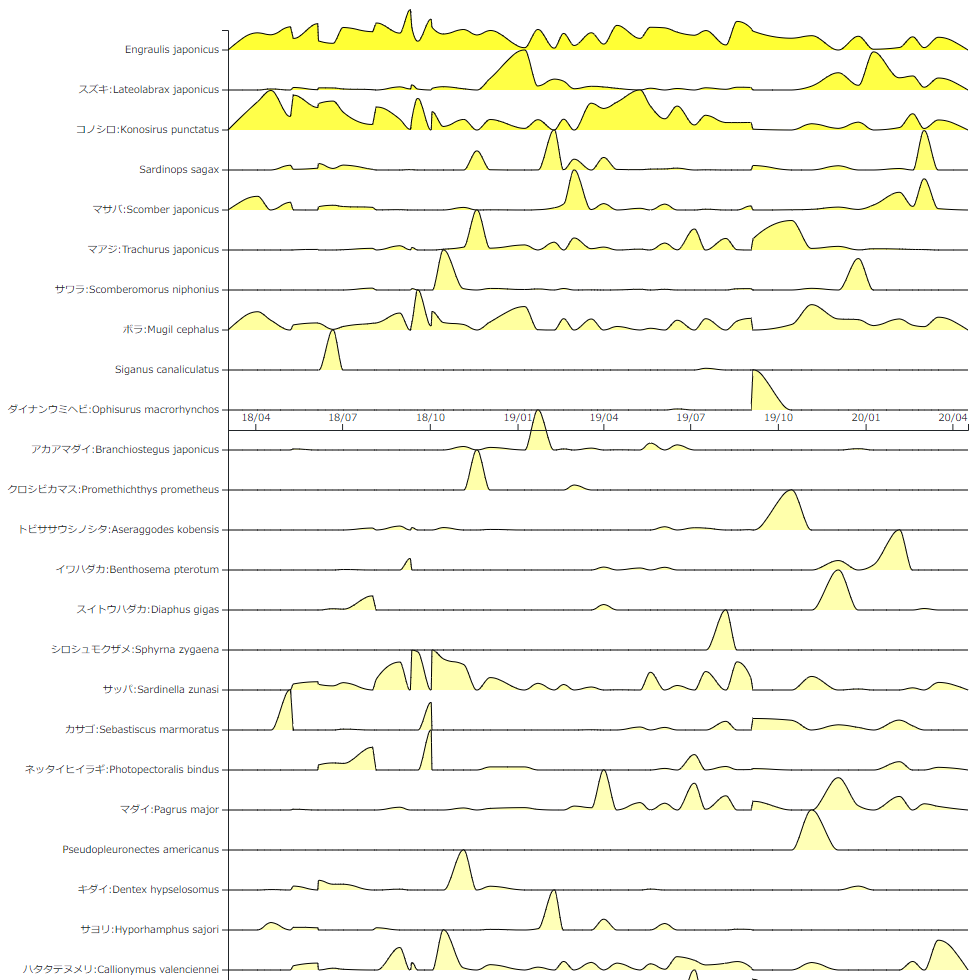 Engraulis japonicus
スズキ:Lateolabrax japonicus
コノシロ:Konosirus punctatus
Sardinops sagax
マサバ:Scomber japonicus
マアジ:Trachurus japonicus
サワラ:Scomberomorus niphonius
ボラ:Mugil cephalus
Siganus canaliculatus
ダイナンウミヘビ:Ophisurus macrorhynchos
18/04 18/07 18/10 19/01 19/04 19/07 19/10 20/01 20/04
アカアマダイ:Branchiostegus japonicus
クロシビカマス:Promethichthys prometheus
トビササウシノシタ:Aseraggodes kobensis
イワハダカ:Benthosema pterotum
スイトウハダカ:Diaphus gigas
シロシュモクザメ:Sphyrna zygaena
サッパ:Sardinella zunasi
カサゴ:Sebastiscus marmoratus
ネッタイヒイラギ:Photopectoralis bindus
マダイ:Pagrus major
Pseudopleuronectes americanus
キダイ:Dentex hypselosomus
サヨリ:Hyporhamphus sajori
ハタタテヌメリ:Callionymus valenciennei